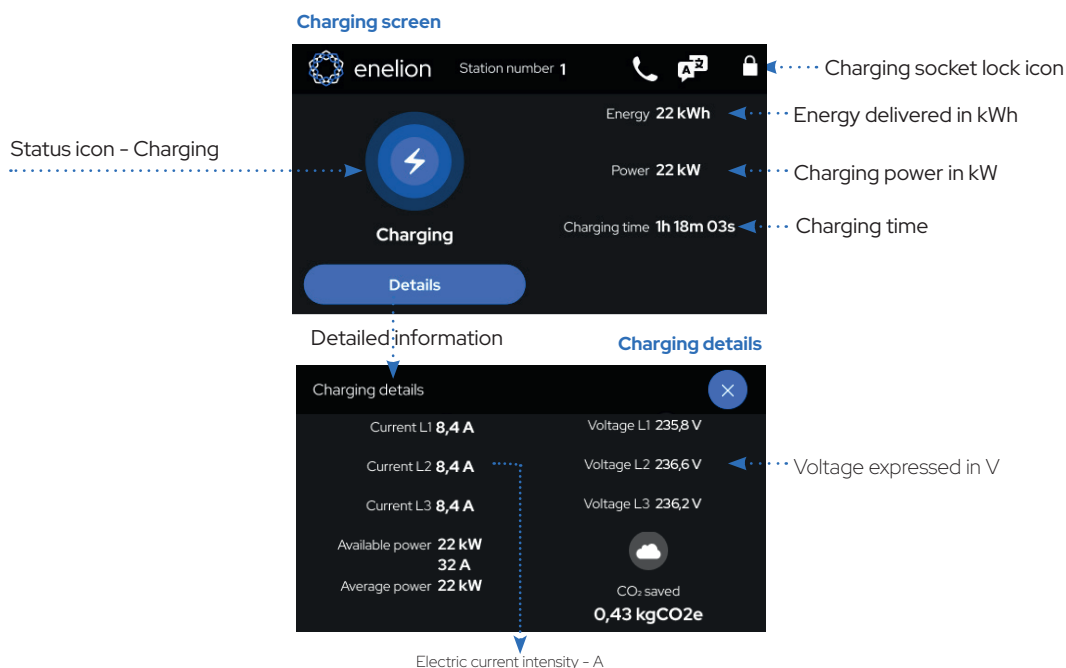 Charging screen
enelion Station number 1
Charging socket lock icon
Energy 22 kWh
Energy delivered in kWh
Status icon - Charging
Power 22 kW
Charging power in kW
Charging time 1h 18m 03s
Charging time
Charging
Details
Detailed information
Charging details
Charging details
Current L1 8,4 A
Voltage L1 235,8 V
Current L2 8,4 A
Voltage L2 236,6 V
Voltage expressed in V
Current L3 8,4 A
Voltage L3 236,2 V
Available power 22 kW
32 A
Average power 22 kW
CO₂ saved
0,43 kgCO2e
Electric current intensity - A